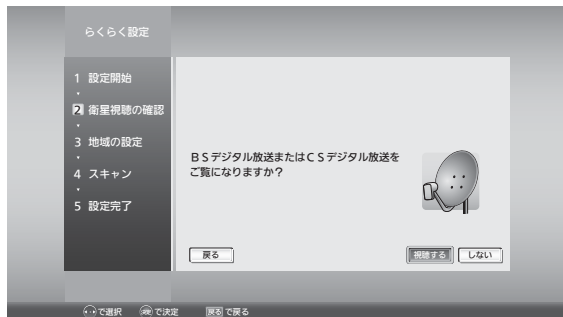 らくらく設定
1 設定開始
2 衛星視聴の確認
3 地域の設定
4 スキャン
5 設定完了
BSデジタル放送またはCSデジタル放送を
ご覧になりますか?
戻る 視聴する しない
で選択 決定 で決定 戻る で戻る